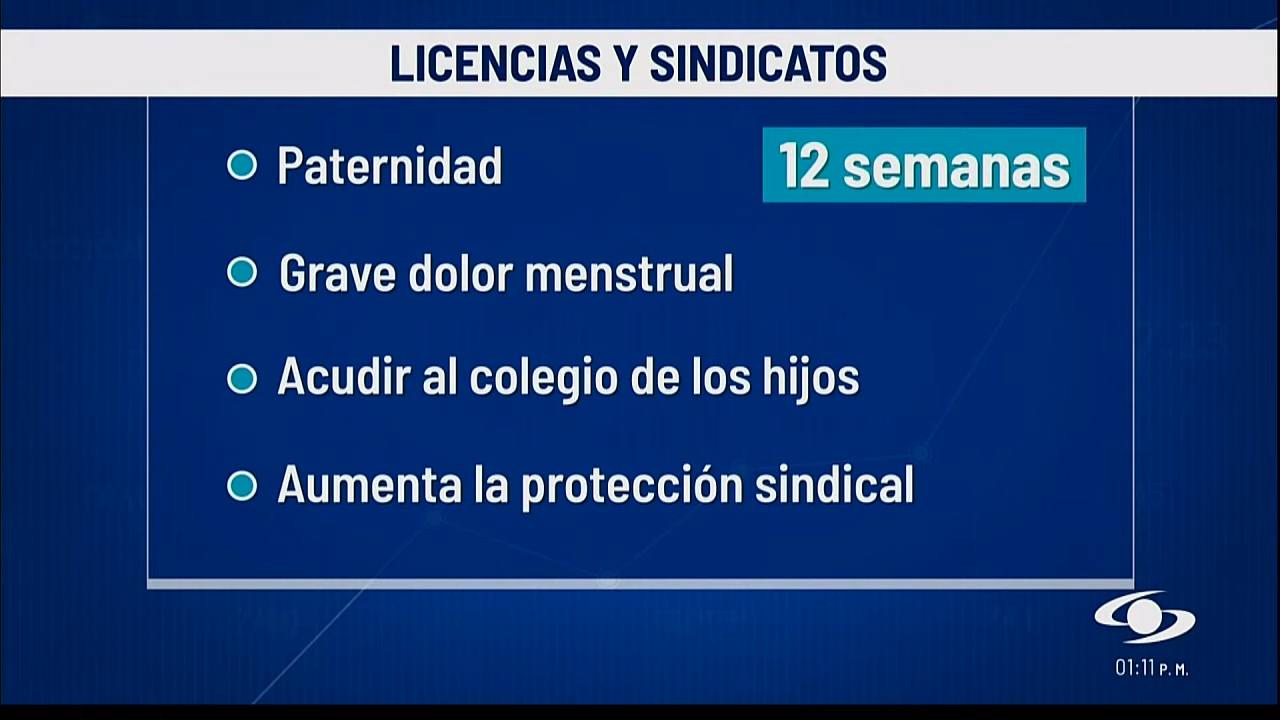 LICENCIAS Y SINDICATOS
Paternidad
12 semanas
Grave dolor menstrual
Acudir al colegio de los hijos
Aumenta la protección sindical
01:11 P. M.